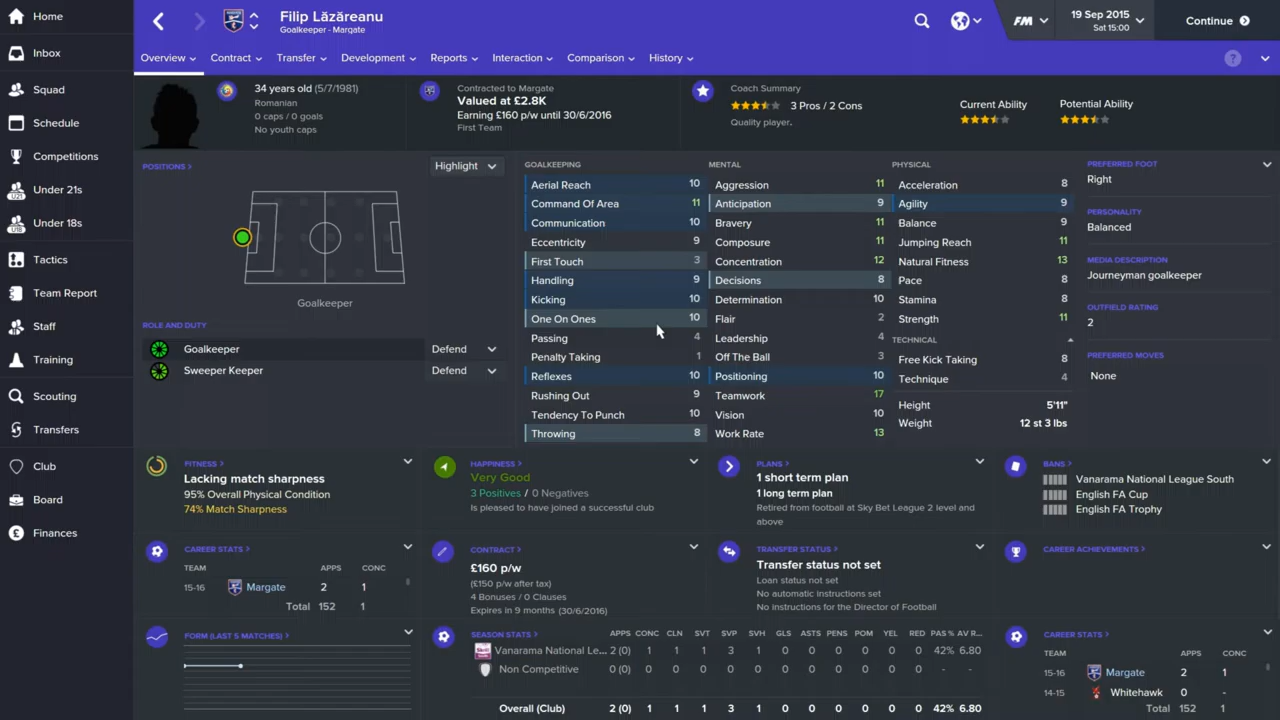 Home
Inbox
Squad
Schedule
Competitions
Under 21s
Under 18s
Tactics
Team Report
Staff
Training
Scouting
Transfers
Club
Board
Finances
Filip Lăzăreanu
Goalkeeper - Margate
FM
19 Sep 2015
Sat 15:00
Continue
Overview Contract Transfer Development Reports Interaction Comparison History
?
34 years old (5/7/1981)
Romanian
0 caps / 0 goals
No youth caps
Contracted to Margate
Valued at £2.8K
Earning £160 p/w until 30/6/2016
First Team
Coach Summary
3 Pros / 2 Cons
Quality player.
Current Ability
Potential Ability
POSITIONS >
Highlight
Goalkeeper
ROLE AND DUTY
Goalkeeper Defend
Sweeper Keeper Defend
GOALKEEPING
Aerial Reach 10
Command Of Area 11
Communication 10
Eccentricity 9
First Touch 3
Handling 9
Kicking 10
One On Ones 10
Passing 4
Penalty Taking 1
Reflexes 10
Rushing Out 9
Tendency To Punch 10
Throwing 8
MENTAL
Aggression 11
Anticipation 9
Bravery 11
Composure 11
Concentration 12
Decisions 8
Determination 10
Flair 2
Leadership 4
Off The Ball 3
Positioning 10
Teamwork 17
Vision 10
Work Rate 13
PHYSICAL
Acceleration 8
Agility 9
Balance 9
Jumping Reach 11
Natural Fitness 13
Pace 8
Stamina 8
Strength 11
TECHNICAL
Free Kick Taking 8
Technique 4
Height 5'11"
Weight 12 st 3 lbs
PREFERRED FOOT
Right
PERSONALITY
Balanced
MEDIA DESCRIPTION
Journeyman goalkeeper
OUTFIELD RATING
2
PREFERRED MOVES
None
FITNESS >
Lacking match sharpness
95% Overall Physical Condition
74% Match Sharpness
HAPPINESS >
Very Good
3 Positives / 0 Negatives
Is pleased to have joined a successful club
PLANS >
1 short term plan
1 long term plan
Retired from football at Sky Bet League 2 level and
above
BANS >
Vanarama National League South
English FA Cup
English FA Trophy
CAREER STATS >
TEAM APPS CONC
15-16 Margate 2 1
Total 152 1
CONTRACT >
£160 p/w
(£150 p/w after tax)
4 Bonuses / 0 Clauses
Expires in 9 months (30/6/2016)
TRANSFER STATUS >
Transfer status not set
Loan status not set
No automatic instructions set
No instructions for the Director of Football
CAREER ACHIEVEMENTS >
FORM (LAST 5 MATCHES) >
SEASON STATS > APPS CONC CLN SVT SVP SVH GLS ASTS PENS POM YEL RED PAS % AV R...
Vanarama National Le... 2 (0) 1 1 1 3 1 0 0 0 0 0 0 42% 6.80
Non Competitive 0 (0) 0 0 0 0 0 0 0 0 0 0 0 - -
Overall (Club) 2 (0) 1 1 1 3 1 0 0 0 0 0 0 42% 6.80
CAREER STATS >
TEAM APPS CONC
15-16 Margate 2 1
14-15 Whitehawk 0 -
Total 152 1